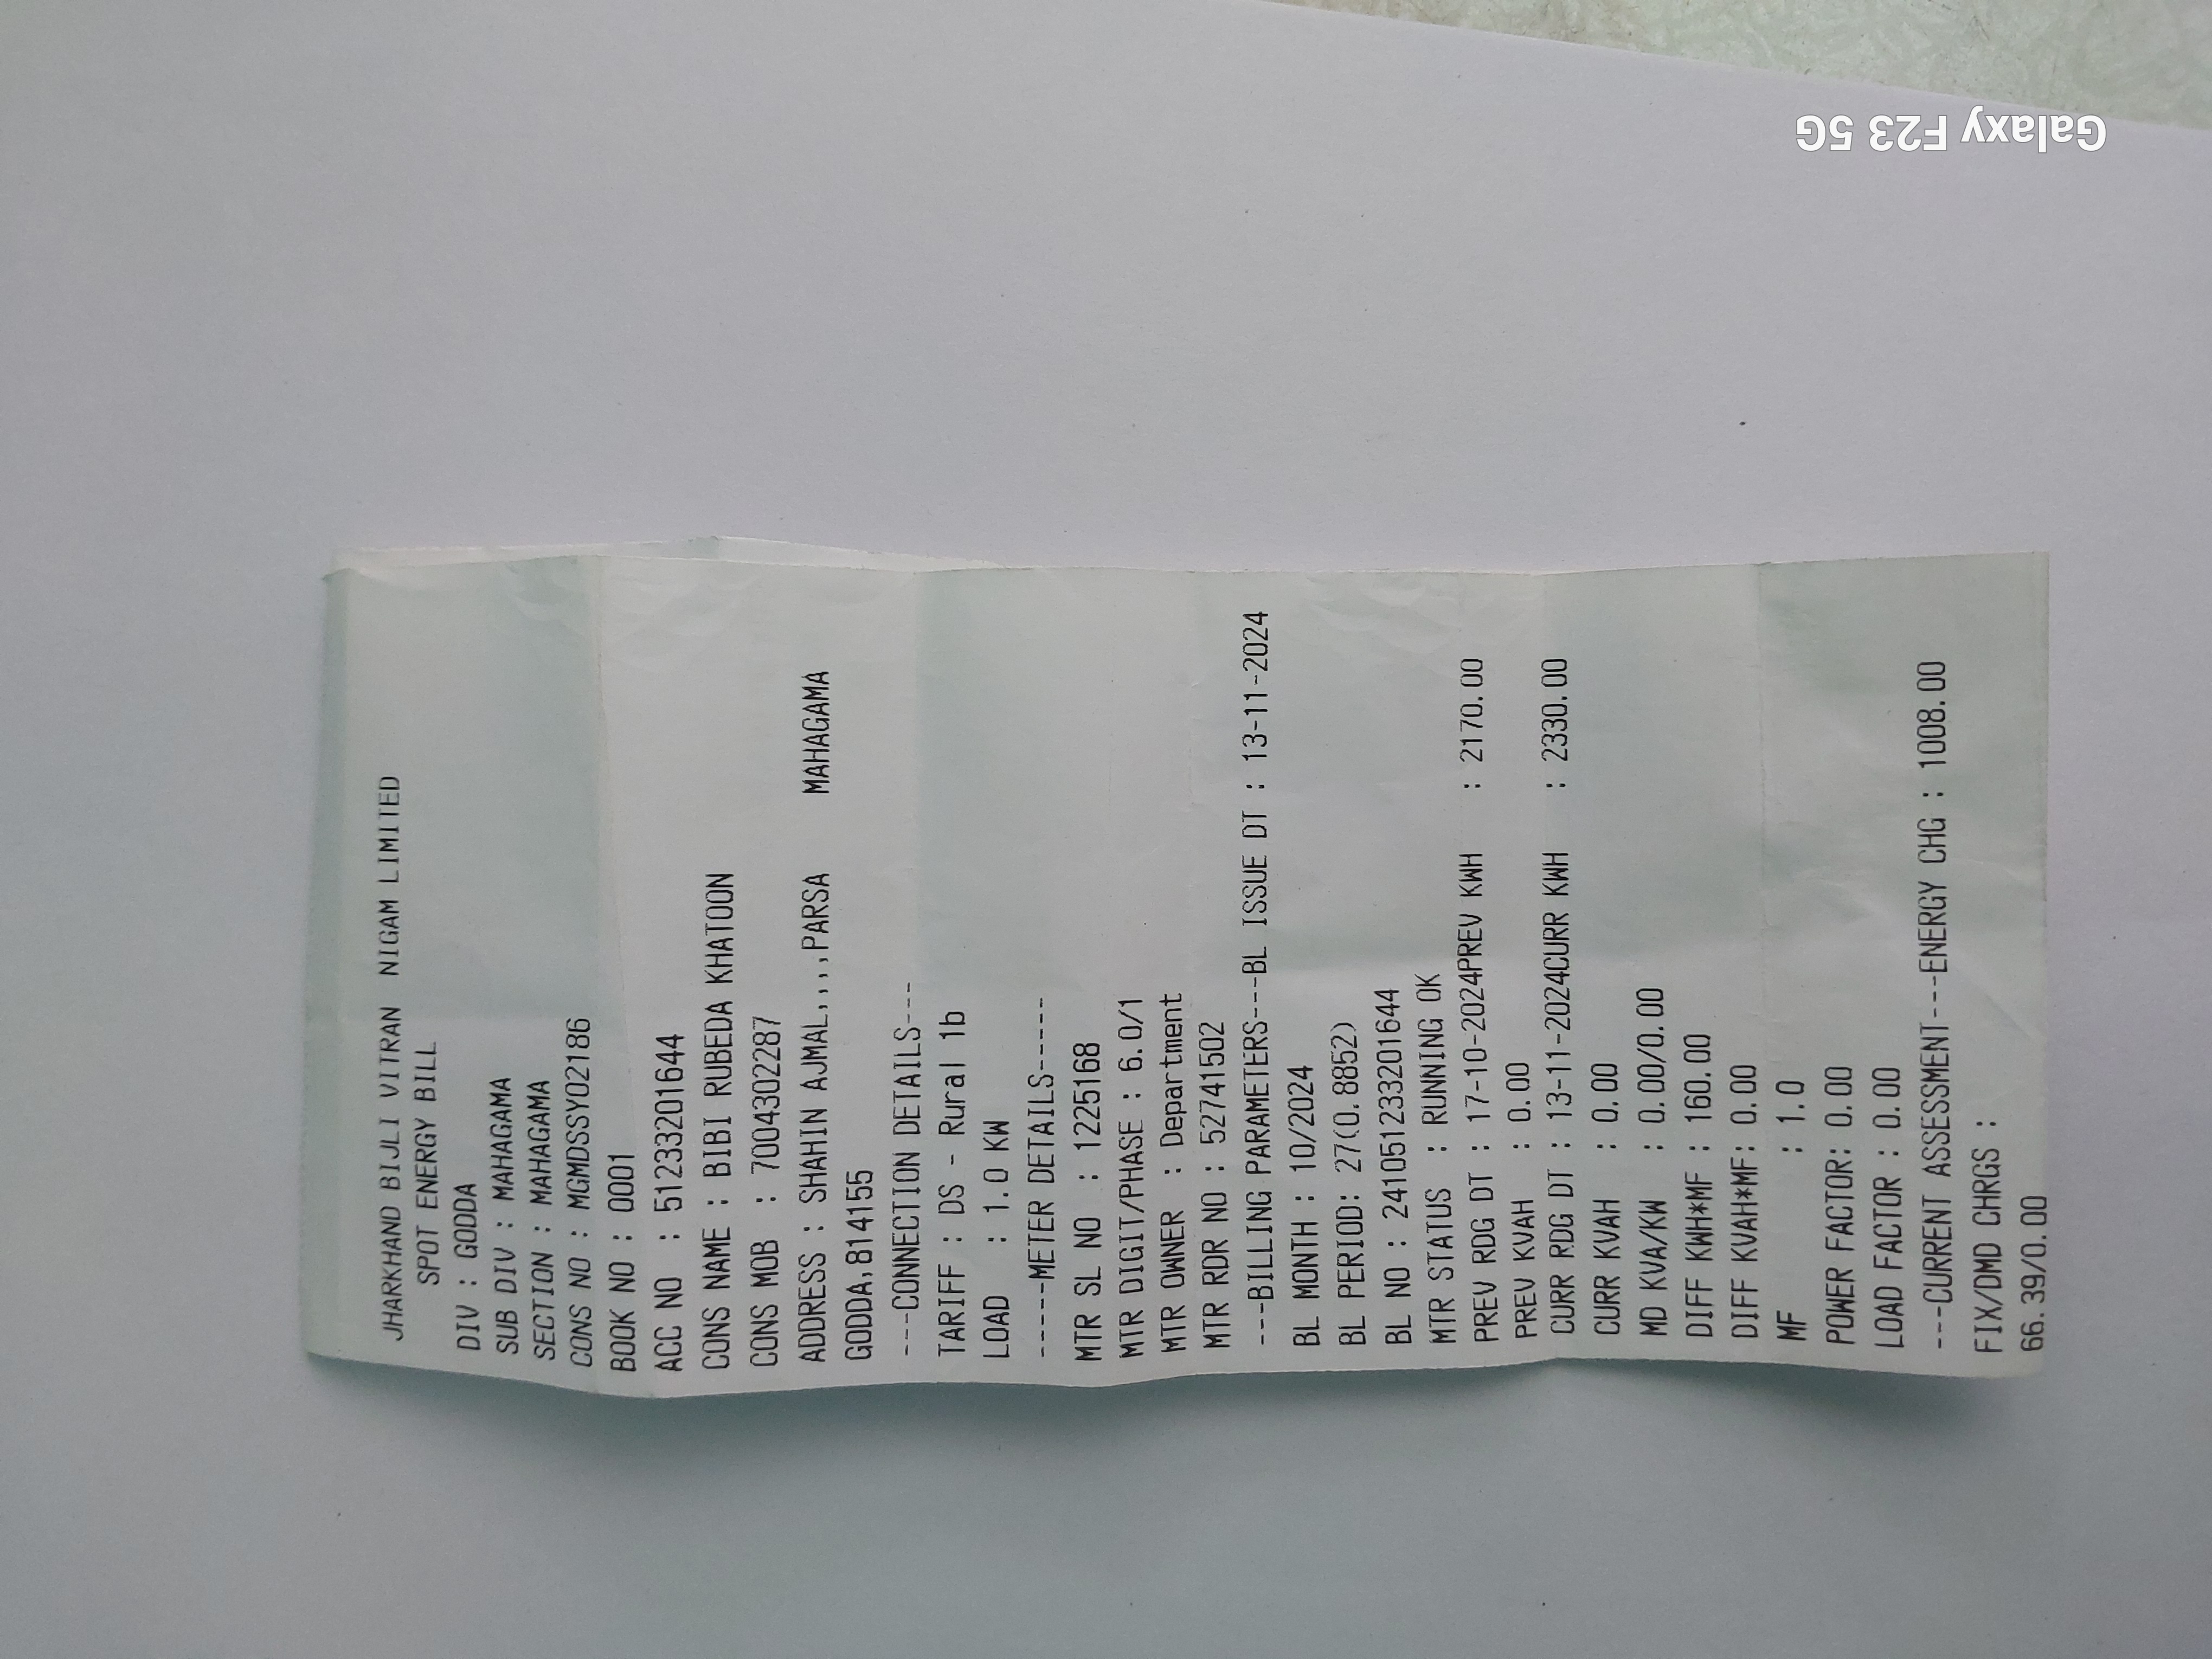 JHARKHAND BIJLI VITRAN  NIGAM LIMITED
SPOT ENERGY BILL
DIV : GODDA
SUB DIV : MAHAGAMA
SECTION : MAHAGAMA
CONS NO : MGMDSSY02186
BOOK NO : 0001
ACC NO  : 512332016​44
CONS NAME : BIBI RUBEDA KHATOON
CONS MOB  : 7004302287
ADDRESS : SHAHIN AJMAL,,,,PARSA   MAHAGAMA
GODDA,814155
---CONNECTION DETAILS---
TARIFF : DS - Rural 1b
LOAD   : 1.0 KW
-----METER DETAILS-----
MTR SL NO  : 1225168
MTR DIGIT/PHASE : 6.0/1
MTR OWNER  : Department
MTR RDR NO : 52741502
---BILLING PARAMETERS---BL ISSUE DT : 13-11-2024
BL MONTH : 10/2024
BL PERIOD: 27(0.8852)
BL NO : 241051233201644
MTR STATUS  : RUNNING OK
PREV RDG DT : 17-10-2024PREV KWH    : 2170.00
PREV KVAH   : 0.00
CURR RDG DT : 13-11-2024CURR KWH    : 2330.00
CURR KVAH   : 0.00
MD KVA/KW   : 0.00/0.00
DIFF KWH*MF : 160.00
DIFF KVAH*MF: 0.00
MF          : 1.0
POWER FACTOR: 0.00
LOAD FACTOR : 0.00
---CURRENT ASSESSMENT---ENERGY CHG : 1008.00
FIX/DMD CHRGS :
66.39/0.00
Galaxy F23 5G